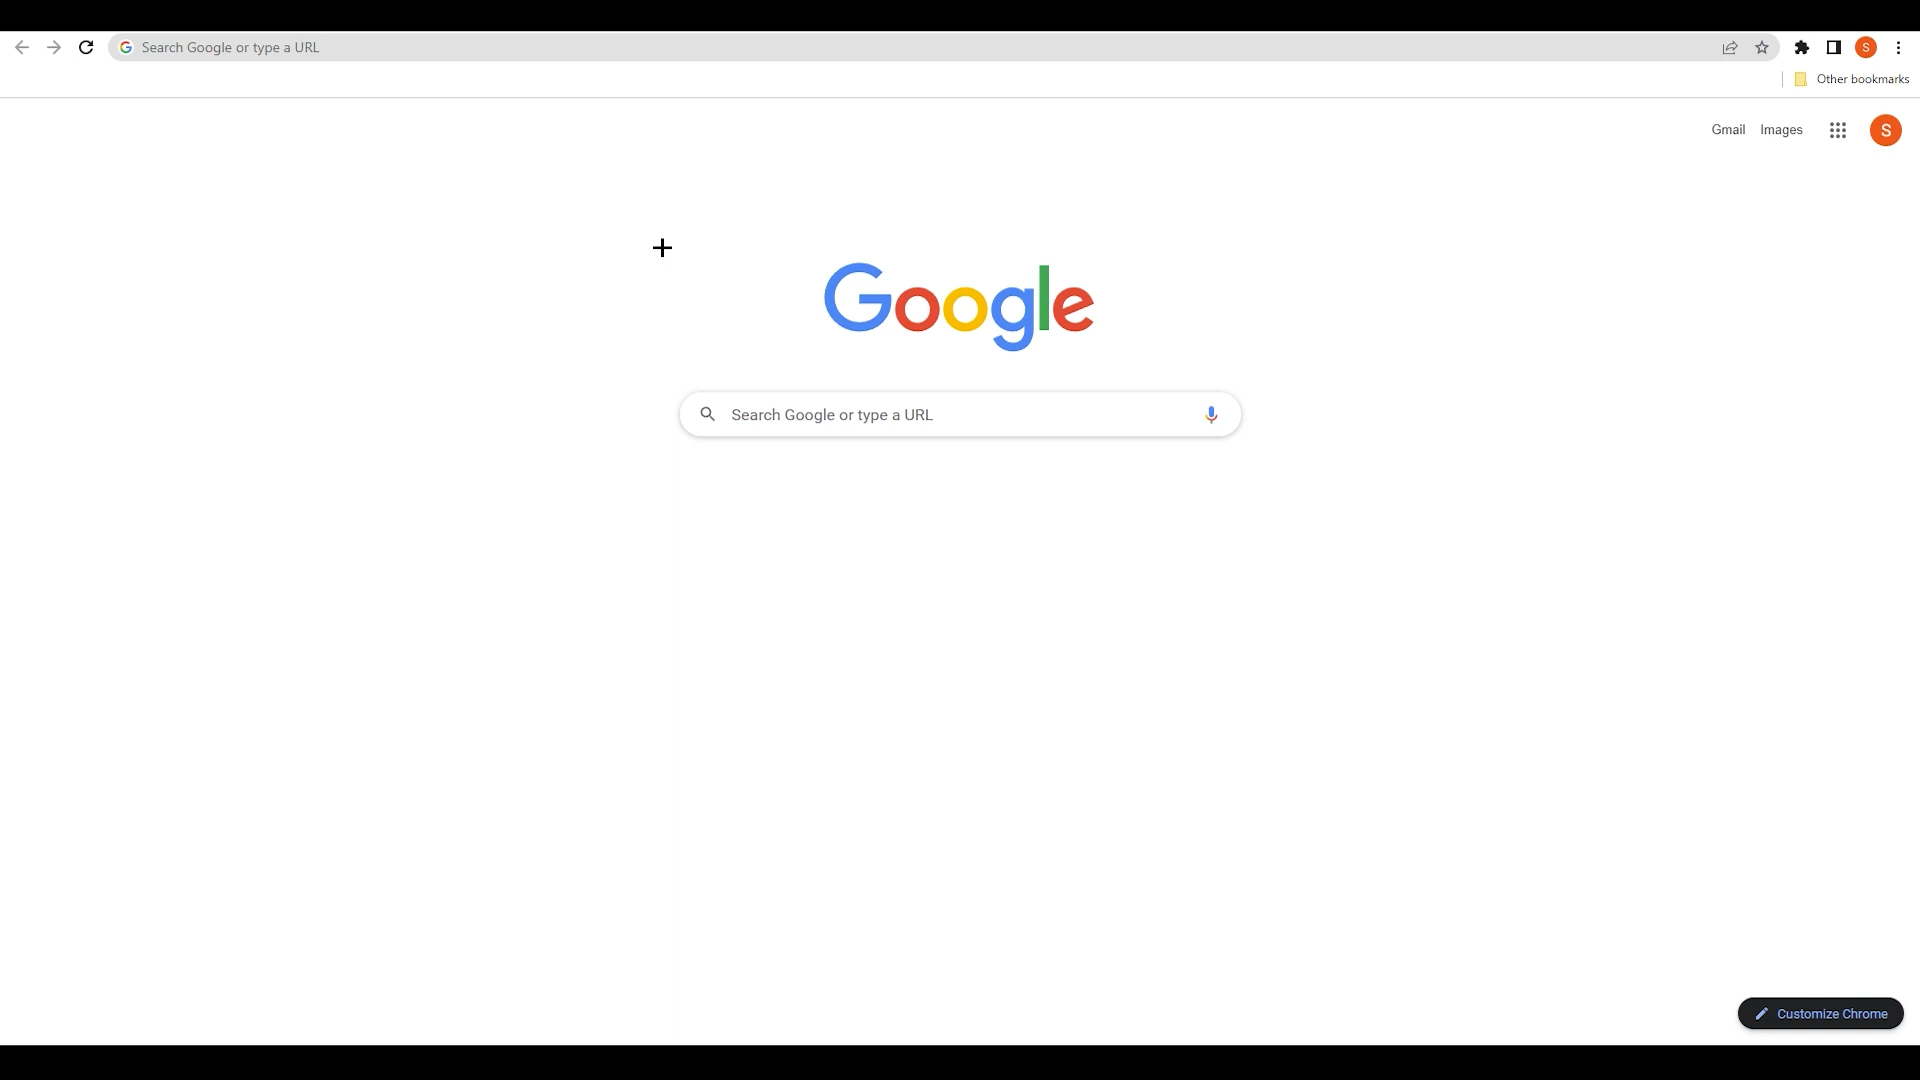 Search Google or type a URL
S
Other bookmarks
Gmail Images S
Google
Search Google or type a URL
Customize Chrome